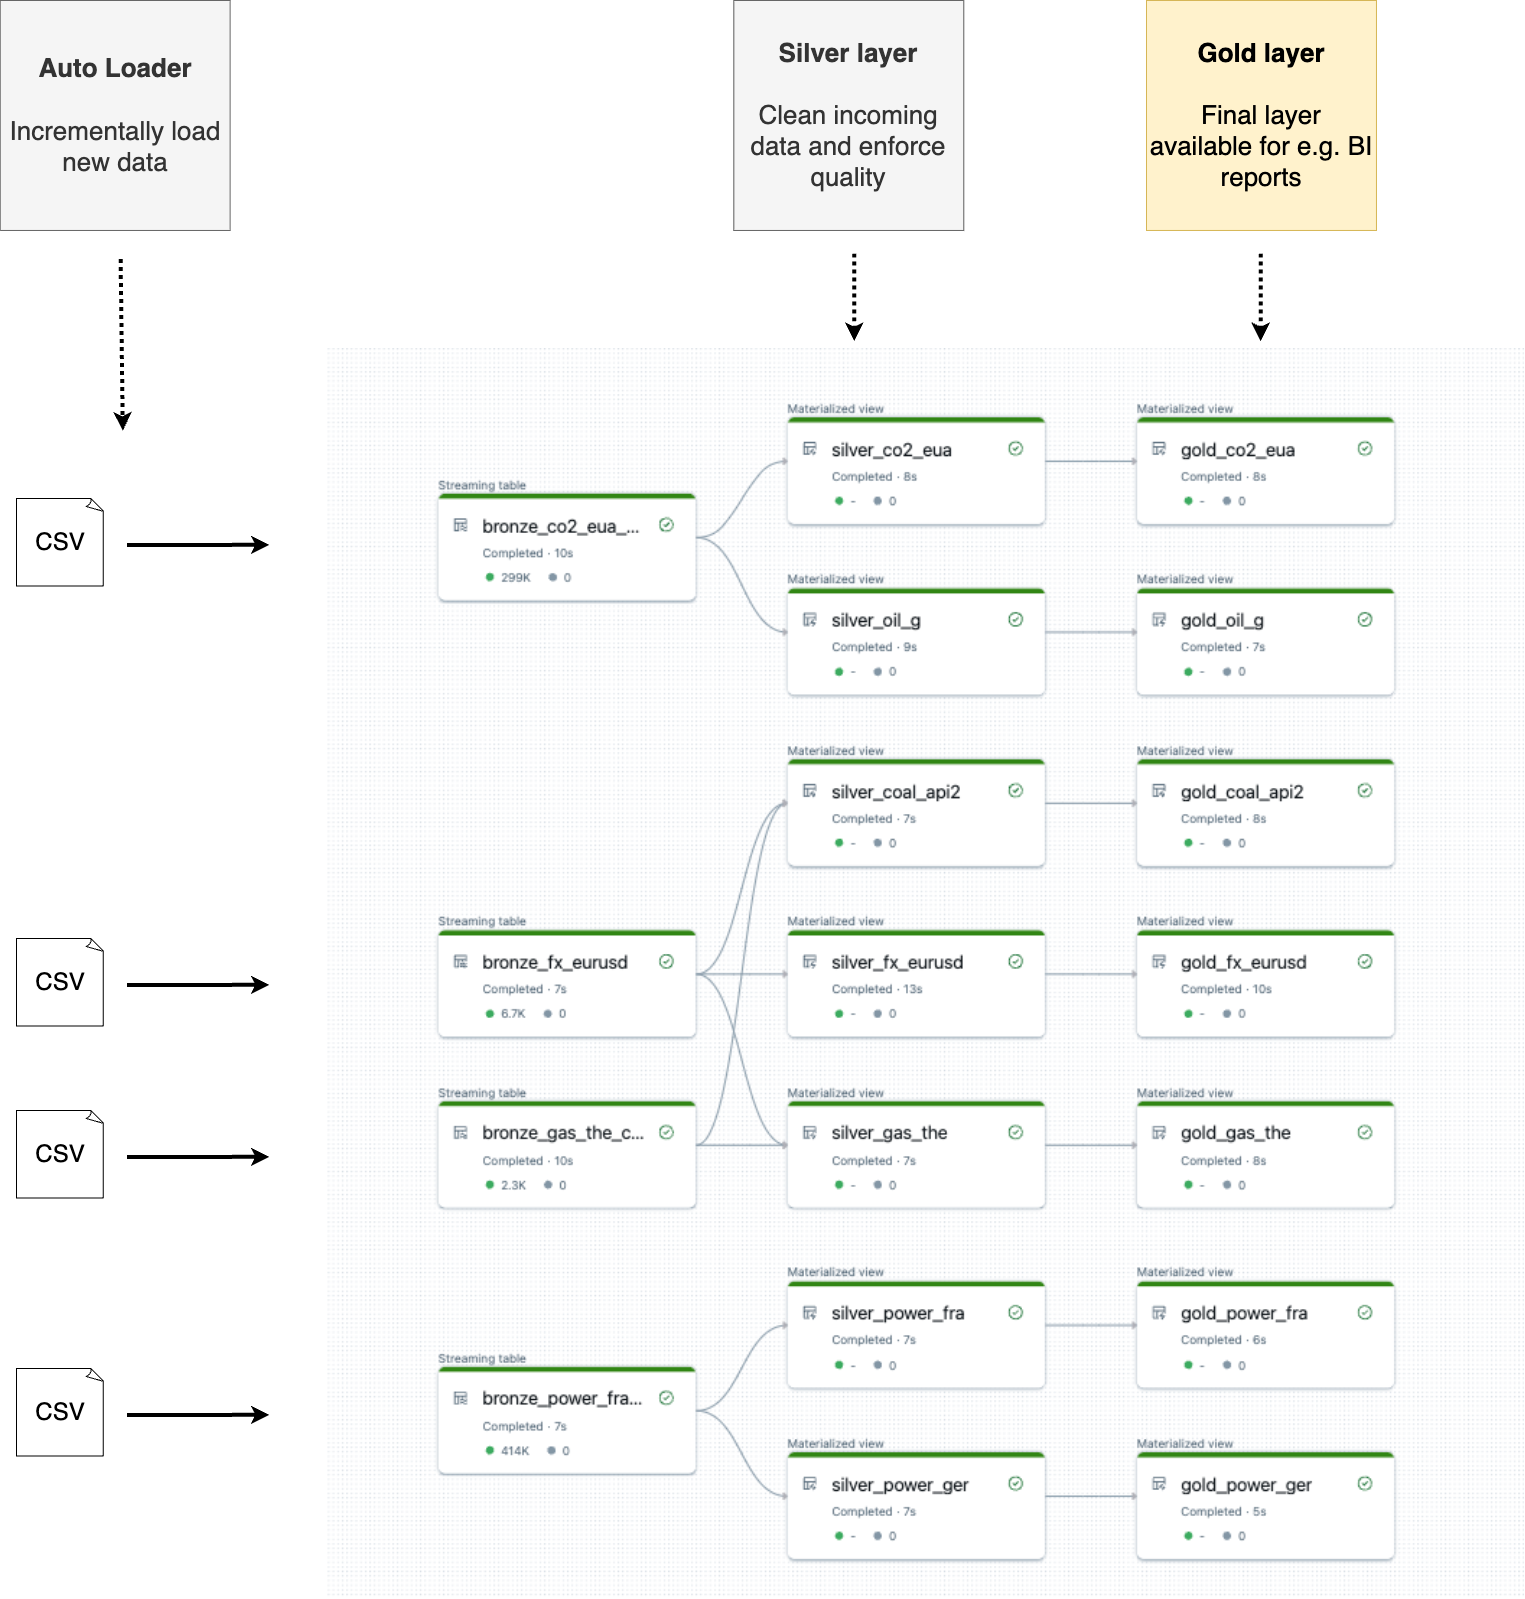 Auto Loader
Incrementally load
new data
Silver layer
Clean incoming
data and enforce
quality
Gold layer
Final layer
available for e.g. BI
reports
CSV
Streaming table
bronze_co2_eua_...
Completed · 10s
299K 0
Materialized view
silver_co2_eua
Completed · 8s
- 0
Materialized view
gold_co2_eua
Completed · 8s
- 0
Materialized view
silver_oil_g
Completed · 9s
- 0
Materialized view
gold_oil_g
Completed · 7s
- 0
Materialized view
silver_coal_api2
Completed · 7s
- 0
Materialized view
gold_coal_api2
Completed · 8s
- 0
CSV
Streaming table
bronze_fx_eurusd
Completed · 7s
6.7K 0
Materialized view
silver_fx_eurusd
Completed · 13s
- 0
Materialized view
gold_fx_eurusd
Completed · 10s
- 0
CSV
Streaming table
bronze_gas_the_c...
Completed · 10s
2.3K 0
Materialized view
silver_gas_the
Completed · 7s
- 0
Materialized view
gold_gas_the
Completed · 8s
- 0
CSV
Streaming table
bronze_power_fra...
Completed · 7s
414K 0
Materialized view
silver_power_fra
Completed · 7s
- 0
Materialized view
gold_power_fra
Completed · 6s
- 0
Materialized view
silver_power_ger
Completed · 7s
- 0
Materialized view
gold_power_ger
Completed · 5s
- 0